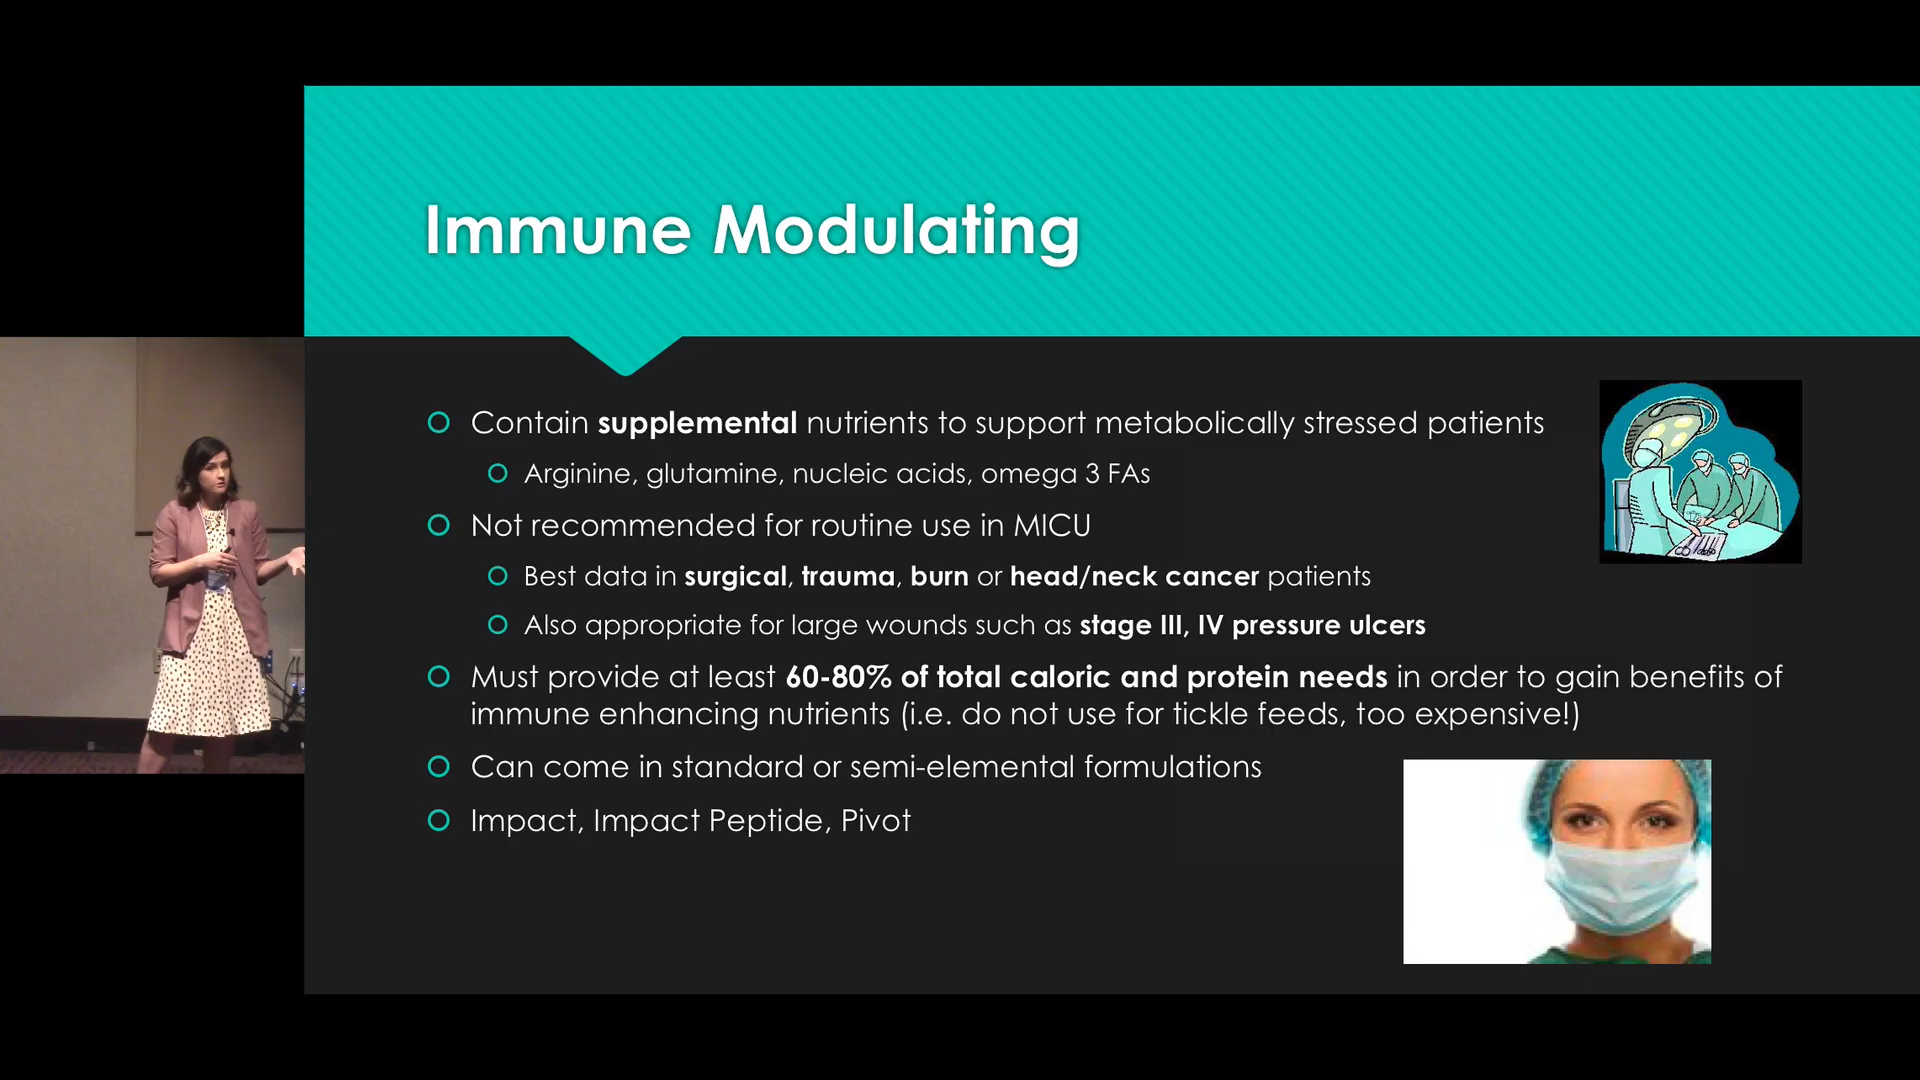 Immune Modulating
Contain supplemental nutrients to support metabolically stressed patients
Arginine, glutamine, nucleic acids, omega 3 FAs
Not recommended for routine use in MICU
Best data in surgical, trauma, burn or head/neck cancer patients
Also appropriate for large wounds such as stage III, IV pressure ulcers
Must provide at least 60-80% of total caloric and protein needs in order to gain benefits of
immune enhancing nutrients (i.e. do not use for tickle feeds, too expensive!)
Can come in standard or semi-elemental formulations
Impact, Impact Peptide, Pivot